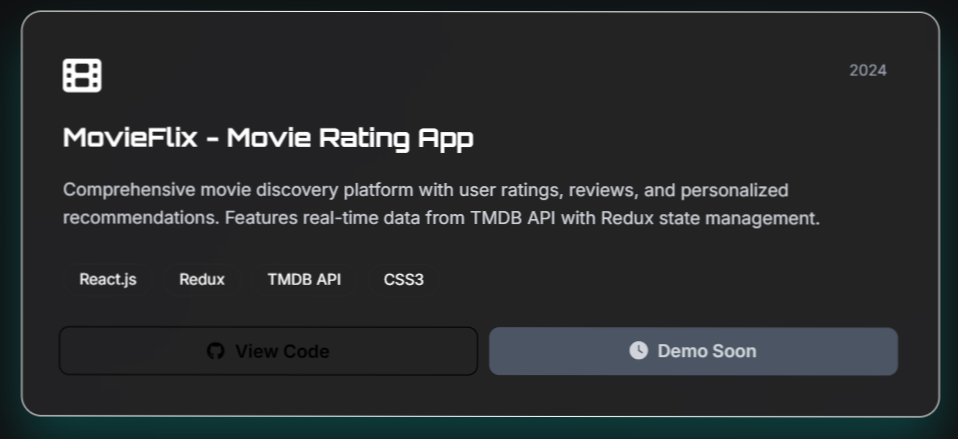 2024
MovieFlix - Movie Rating App
Comprehensive movie discovery platform with user ratings, reviews, and personalized
recommendations. Features real-time data from TMDB API with Redux state management.
React.js Redux TMDB API CSS3
View Code Demo Soon